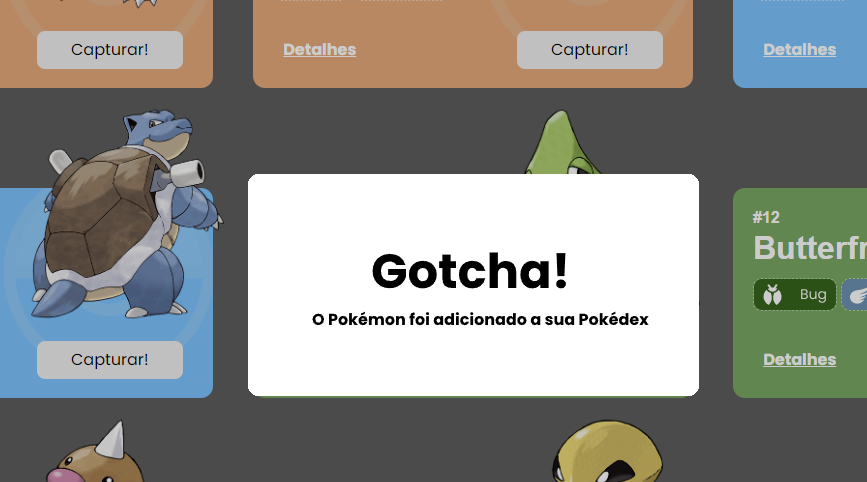 Capturar!
Detalhes
Capturar!
Detalhes
Gotcha!
O Pokémon foi adicionado a sua Pokédex
#12
Bug
Detalhes
Capturar!